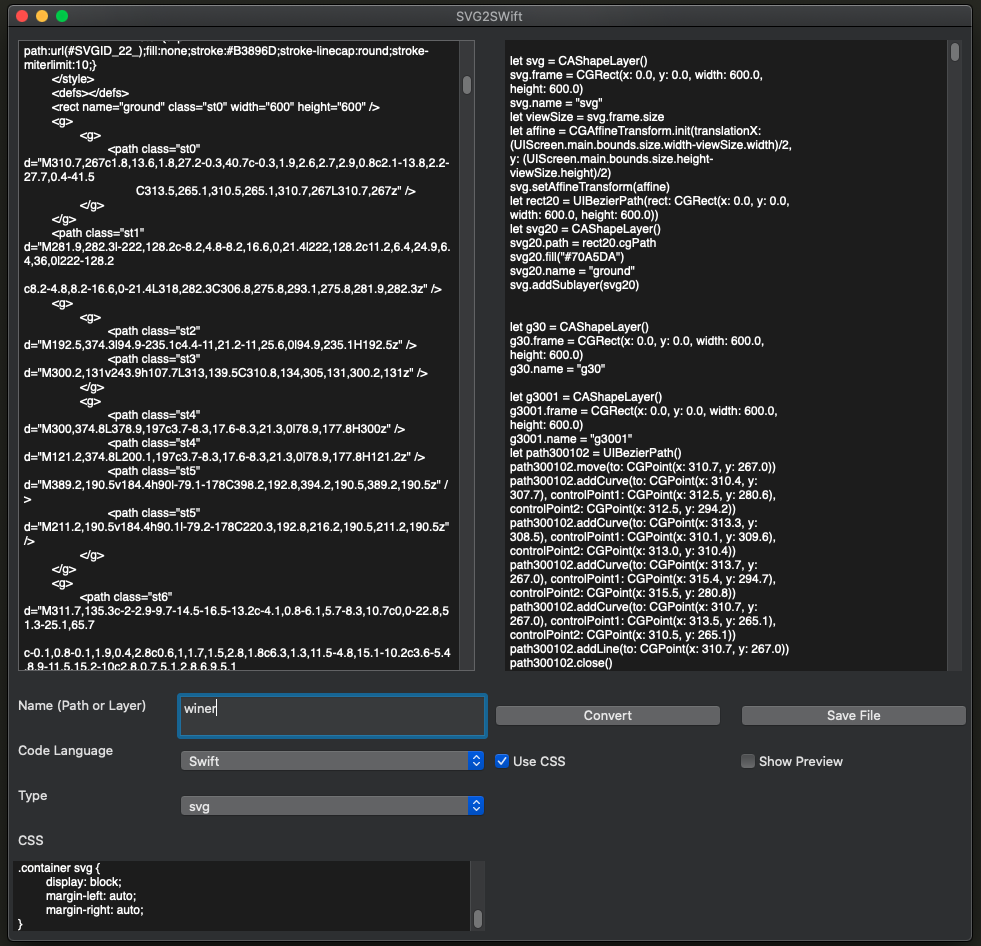 SVG2SWift
path:url(#SVGID_22_);fill:none;stroke:#B3896D;stroke-linecap:round;stroke-
miterlimit:10;}
</style>
<defs></defs>
<rect name="ground" class="st0" width="600" height="600" />
<g>
<g>
<path class="st0"
d="M310.7,267c1.8,13.6,1.8,27.2-0.3,40.7c-0.3,1.9,2.6,2.7,2.9,0.8c2.1-13.8,2.2-
27.7,0.4-41.5
C313.5,265.1,310.5,265.1,310.7,267L310.7,267z" />
</g>
</g>
<path class="st1"
d="M281.9,282.3l-222,128.2c-8.2,4.8-8.2,16.6,0,21.4l222,128.2c11.2,6.4,24.9,6.
4,36,0l222-128.2
c8.2-4.8,8.2-16.6,0-21.4L318,282.3C306.8,275.8,293.1,275.8,281.9,282.3z" />
<g>
<g>
<path class="st2"
d="M192.5,374.3l94.9-235.1c4.4-11,21.2-11,25.6,0l94.9,235.1H192.5z" />
<path class="st3"
d="M300.2,131v243.9h107.7L313,139.5C310.8,134,305,131,300.2,131z" />
</g>
<g>
<path class="st4"
d="M300,374.8L378.9,197c3.7-8.3,17.6-8.3,21.3,0l78.9,177.8H300z" />
<path class="st4"
d="M121.2,374.8L200.1,197c3.7-8.3,17.6-8.3,21.3,0l78.9,177.8H121.2z" />
<path class="st5"
d="M389.2,190.5v184.4h90l-79.1-178C398.2,192.8,394.2,190.5,389.2,190.5z" /
>
<path class="st5"
d="M211.2,190.5v184.4h90.1l-79.2-178C220.3,192.8,216.2,190.5,211.2,190.5z"
/>
</g>
</g>
<g>
<path class="st6"
d="M311.7,135.3c-2-2.9-9.7-14.5-16.5-13.2c-4.1,0.8-6.1,5.7-8.3,10.7c0,0-22.8,5
1.3-25.1,65.7
c-0.1,0.8-0.1,1.9,0.4,2.8c0.6,1,1.7,1.5,2.8,1.8c6.3,1.3,11.5-4.8,15.1-10.2c3.6-5.4
,8.9-11.5,15.2-10c2.8,0.7,5.1,2.8,6.9,5.1
let svg = CAShapeLayer()
svg.frame = CGRect(x: 0.0, y: 0.0, width: 600.0,
height: 600.0)
svg.name = "svg"
let viewSize = svg.frame.size
let affine = CGAffineTransform.init(translationX:
(UIScreen.main.bounds.size.width-viewSize.width)/2,
y: (UIScreen.main.bounds.size.height-
viewSize.height)/2)
svg.setAffineTransform(affine)
let rect20 = UIBezierPath(rect: CGRect(x: 0.0, y: 0.0,
width: 600.0, height: 600.0))
let svg20 = CAShapeLayer()
svg20.path = rect20.cgPath
svg20.fill("#70A5DA")
svg20.name = "ground"
svg.addSublayer(svg20)
let g30 = CAShapeLayer()
g30.frame = CGRect(x: 0.0, y: 0.0, width: 600.0,
height: 600.0)
g30.name = "g30"
let g3001 = CAShapeLayer()
g3001.frame = CGRect(x: 0.0, y: 0.0, width: 600.0,
height: 600.0)
g3001.name = "g3001"
let path300102 = UIBezierPath()
path300102.move(to: CGPoint(x: 310.7, y: 267.0))
path300102.addCurve(to: CGPoint(x: 310.4, y:
307.7), controlPoint1: CGPoint(x: 312.5, y: 280.6),
controlPoint2: CGPoint(x: 312.5, y: 294.2))
path300102.addCurve(to: CGPoint(x: 313.3, y:
308.5), controlPoint1: CGPoint(x: 310.1, y: 309.6),
controlPoint2: CGPoint(x: 313.0, y: 310.4))
path300102.addCurve(to: CGPoint(x: 313.7, y:
267.0), controlPoint1: CGPoint(x: 315.4, y: 294.7),
controlPoint2: CGPoint(x: 315.5, y: 280.8))
path300102.addCurve(to: CGPoint(x: 310.7, y:
267.0), controlPoint1: CGPoint(x: 313.5, y: 265.1),
controlPoint2: CGPoint(x: 310.5, y: 265.1))
path300102.addLine(to: CGPoint(x: 310.7, y: 267.0))
path300102.close()
Name (Path or Layer)
winer
Convert
Save File
Code Language
Swift
Use CSS
Show Preview
Type
svg
CSS
.container svg {
display: block;
margin-left: auto;
margin-right: auto;
}